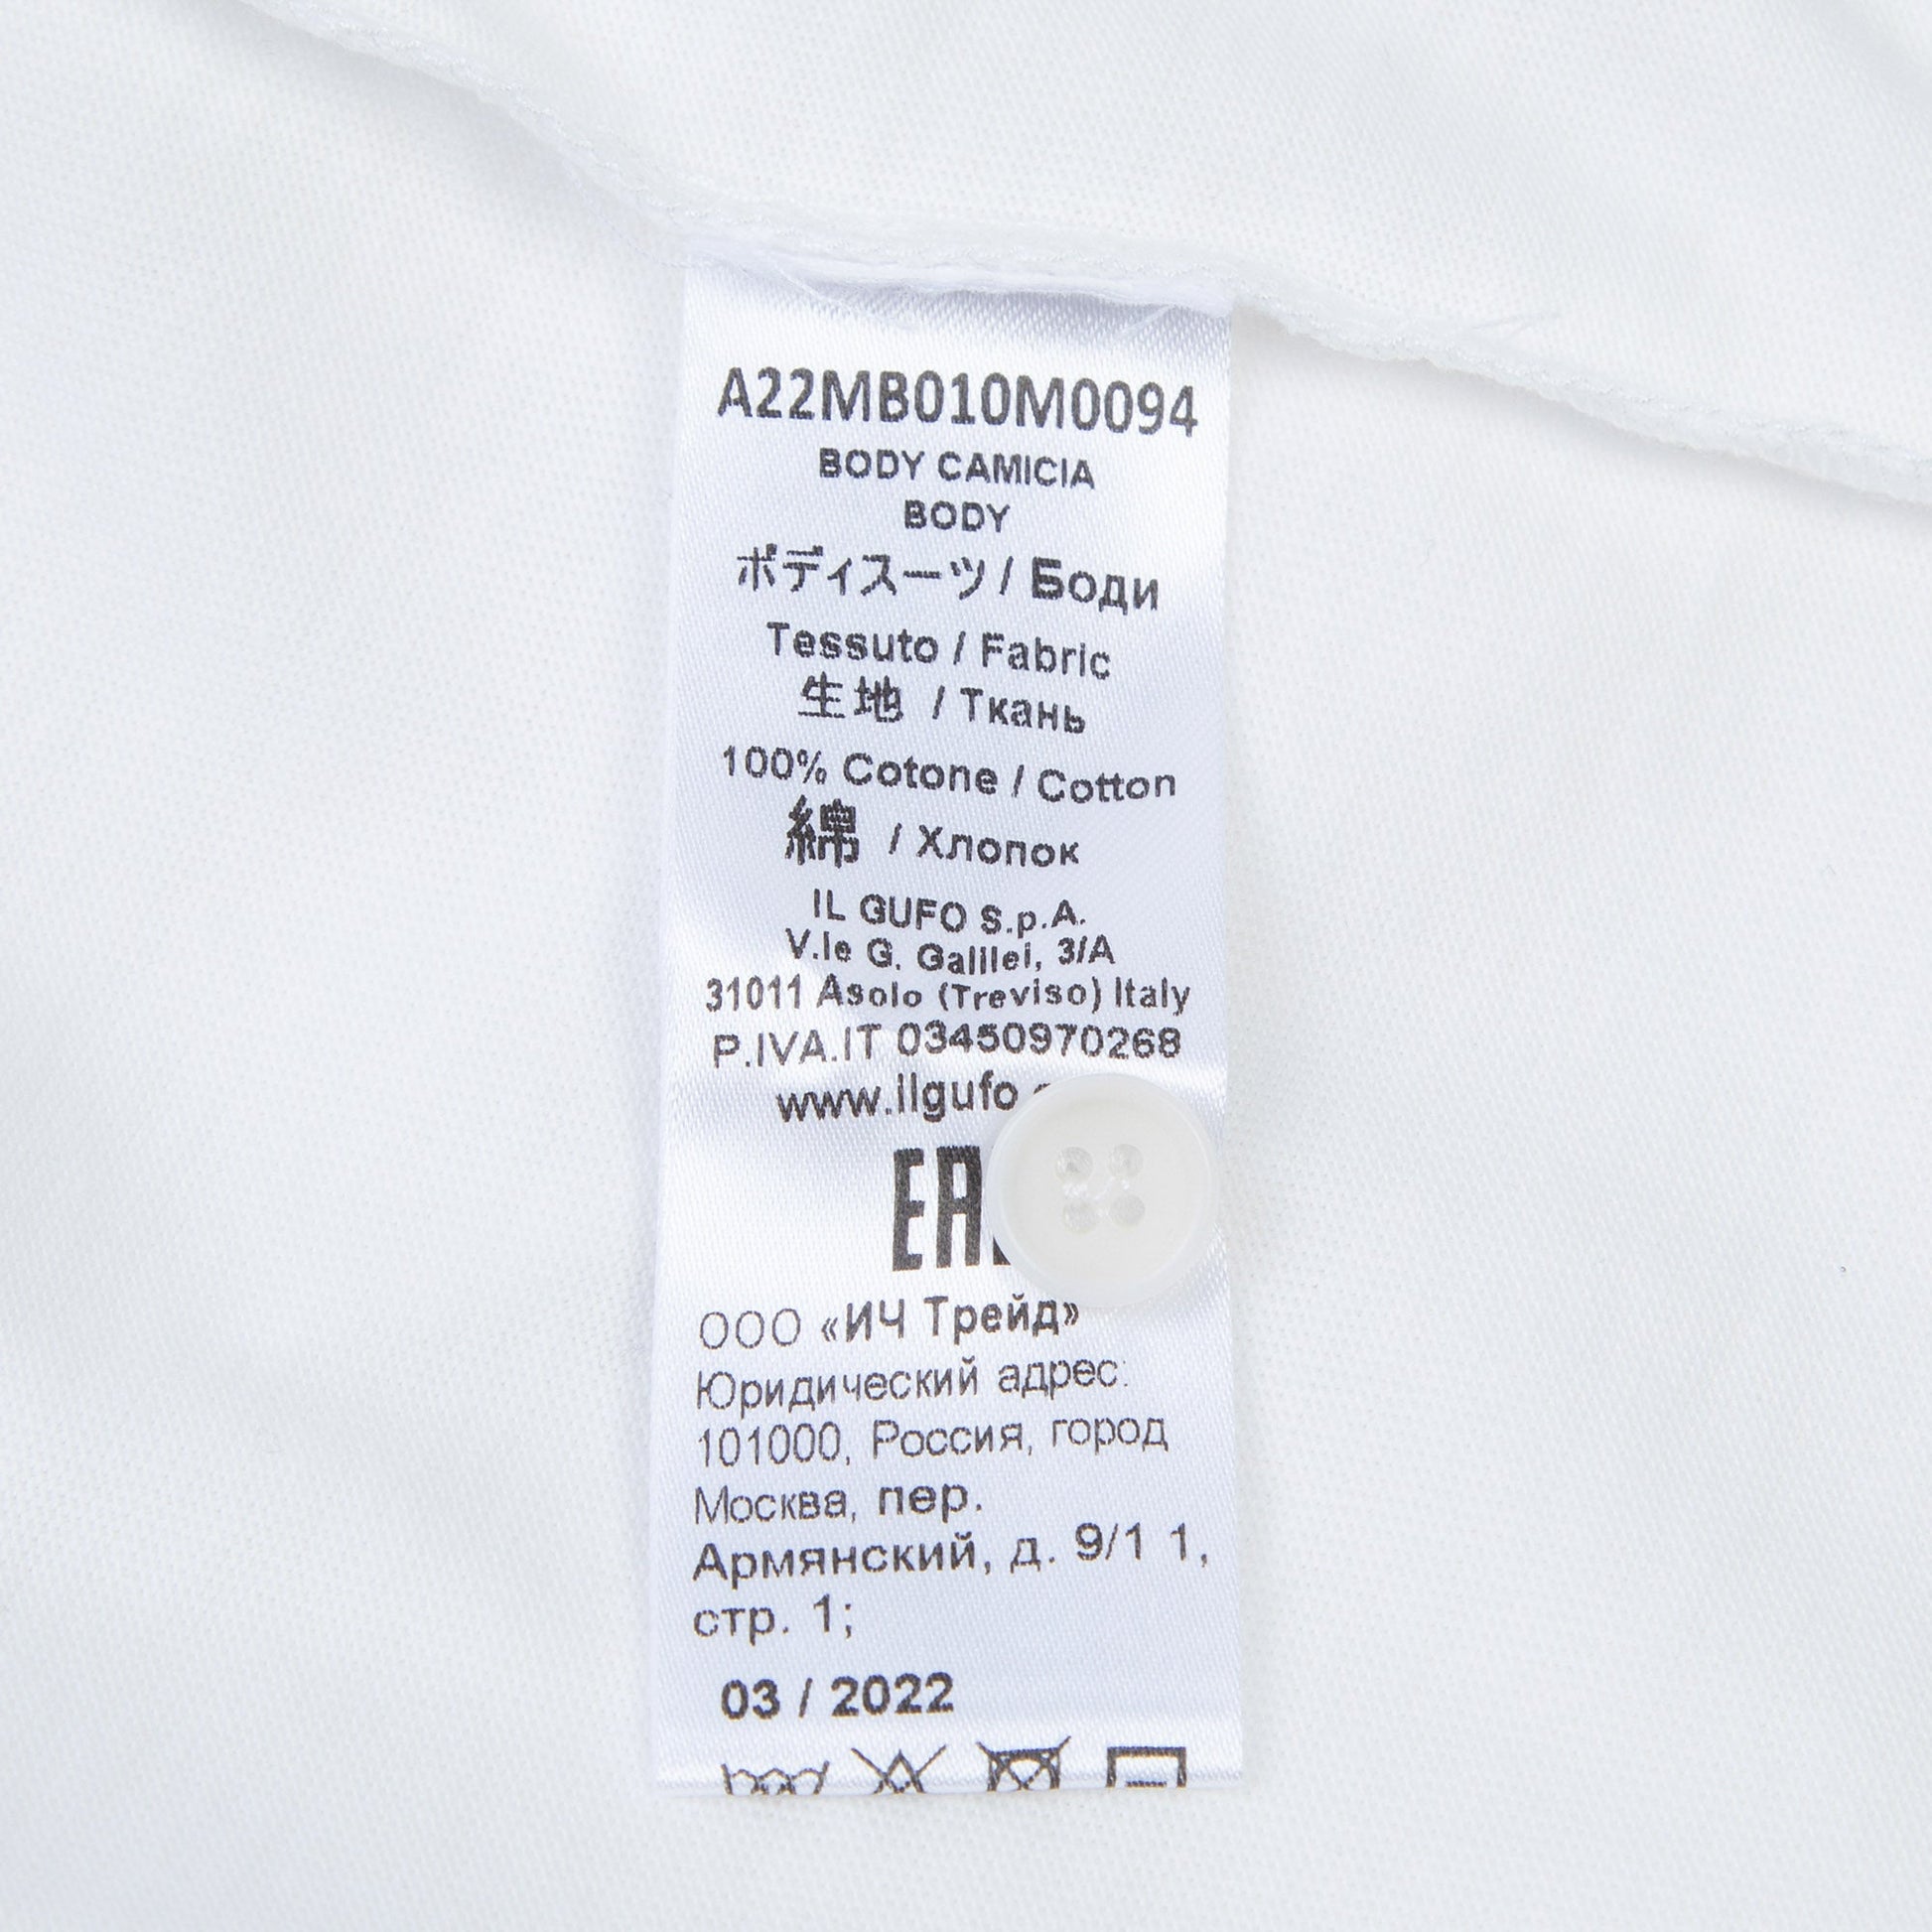 A22MB010M0094
BODY CAMICIA
BODY
ボディスーツ / Боди
Tessuto / Fabric
生地 / Ткань
100% Cotone / Cotton
綿 / Хлопок
IL GUFO S.p.A.
V.le G. Galilei, 3/A
31011 Asolo (Treviso) Italy
P.IVA.IT 03450970268
www.ilgufo
EA
ООО «ИЧ Трейд»
Юридический адрес:
101000, Россия, город
Москва, пер.
Армянский, д. 9/1 1,
стр. 1;
03 / 2022